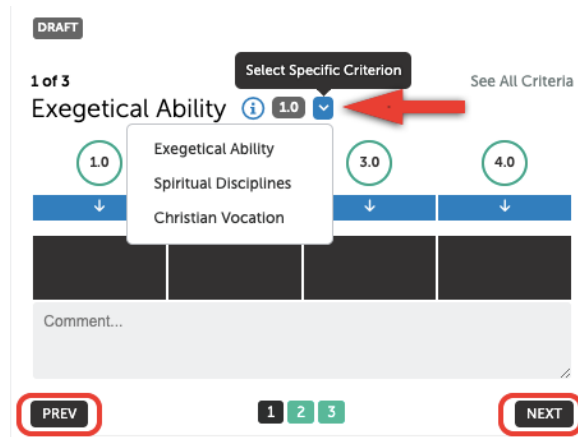 DRAFT
Select Specific Criterion
1 of 3
See All Criteria
Exegetical Ability i 1.0
Exegetical Ability
Spiritual Disciplines
Christian Vocation
1.0 3.0 4.0
Comment...
PREV 1 2 3 NEXT